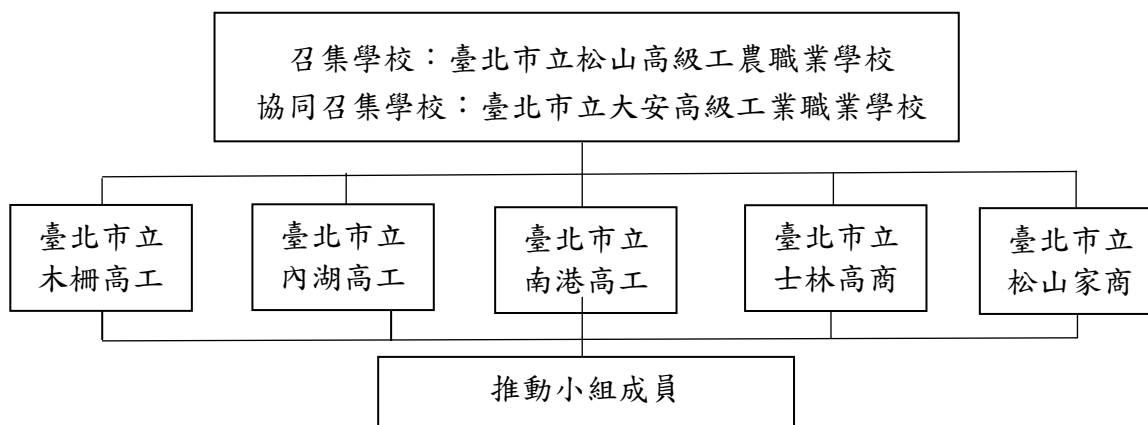 召集學校：臺北市立松山高級工農職業學校
協同召集學校：臺北市立大安高級工業職業學校
臺北市立
木柵高工
臺北市立
內湖高工
臺北市立
南港高工
臺北市立
士林高商
臺北市立
松山家商
推動小組成員